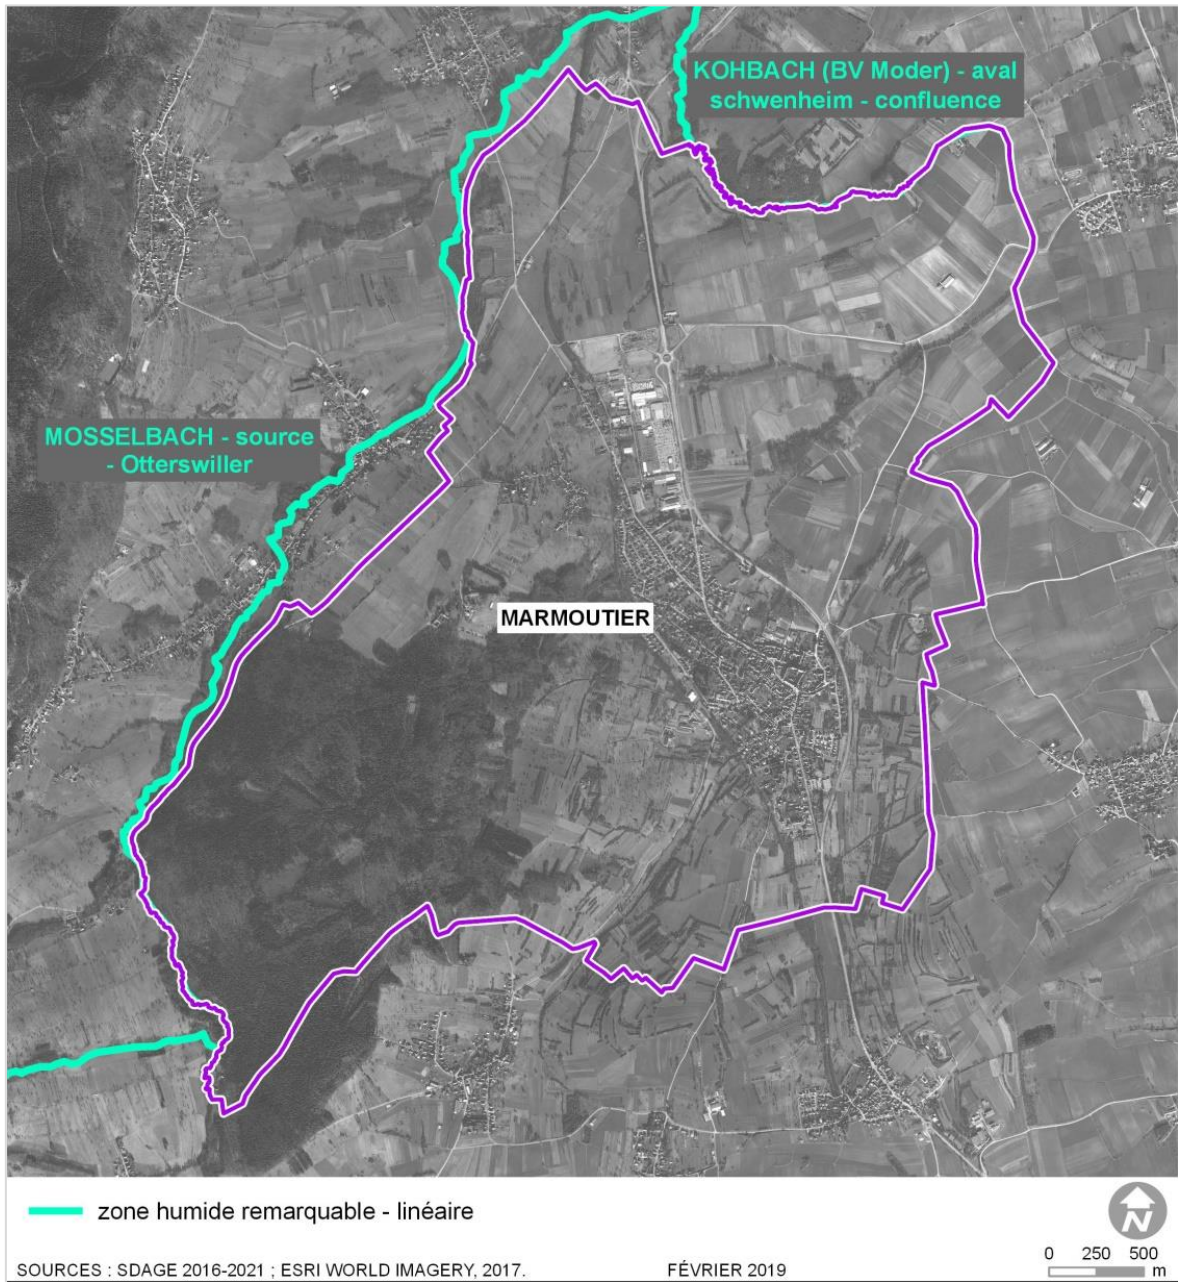 KOHBACH (BV Moder) - aval
schwenheim - confluence
MOSSELBACH - source
- Otterswiller
MARMOUTIER
zone humide remarquable - linéaire
N
0 250 500
m
SOURCES : SDAGE 2016-2021 ; ESRI WORLD IMAGERY, 2017.
FÉVRIER 2019